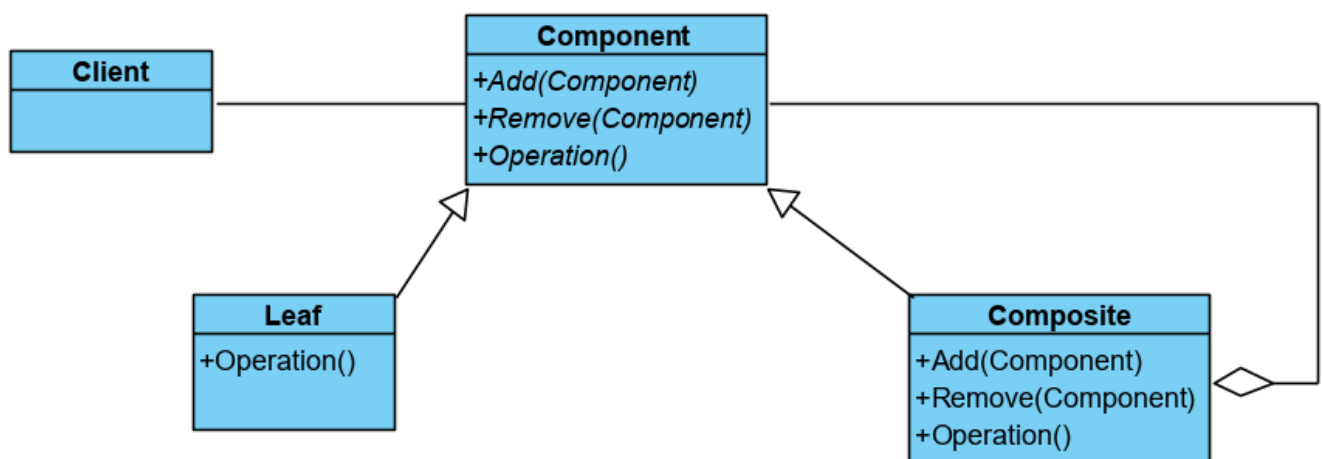 Client
Component
+Add(Component)
+Remove(Component)
+Operation()
Leaf
+Operation()
Composite
+Add(Component)
+Remove(Component)
+Operation()